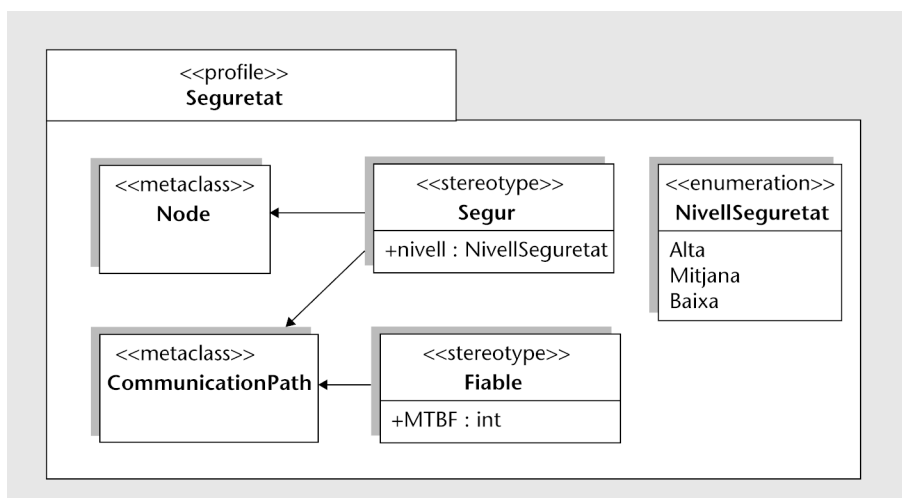 <<profile>>
Seguretat
<<metaclass>>
Node
<<stereotype>>
Segur
+nivell : NivellSeguretat
<<enumeration>>
NivellSeguretat
Alta
Mitjana
Baixa
<<metaclass>>
CommunicationPath
<<stereotype>>
Fiable
+MTBF : int